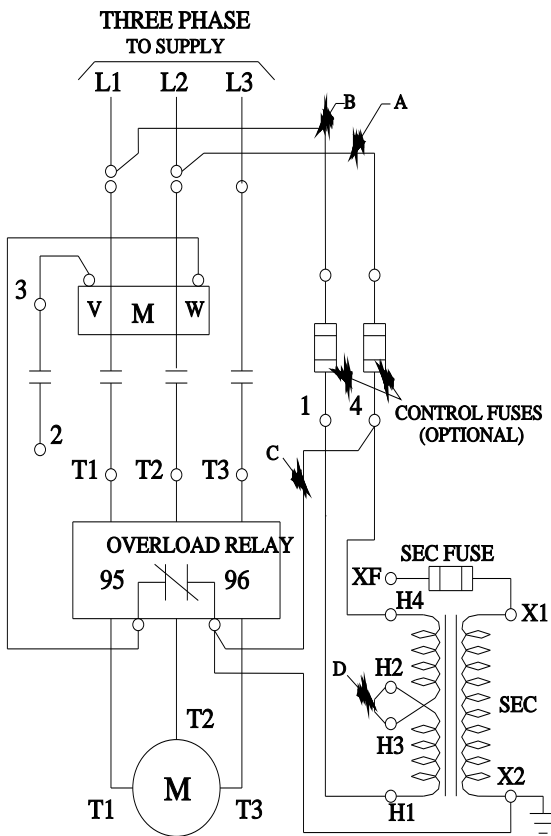 THREE PHASE
TO SUPPLY
L1 L2 L3
B A
3
V M W
2
1 4
CONTROL FUSES
(OPTIONAL)
T1 T2 T3
C
OVERLOAD RELAY
95 96
SEC FUSE
XF
H4 X1
D H2
SEC
H3
T2
X2
M
T1 T3
H1